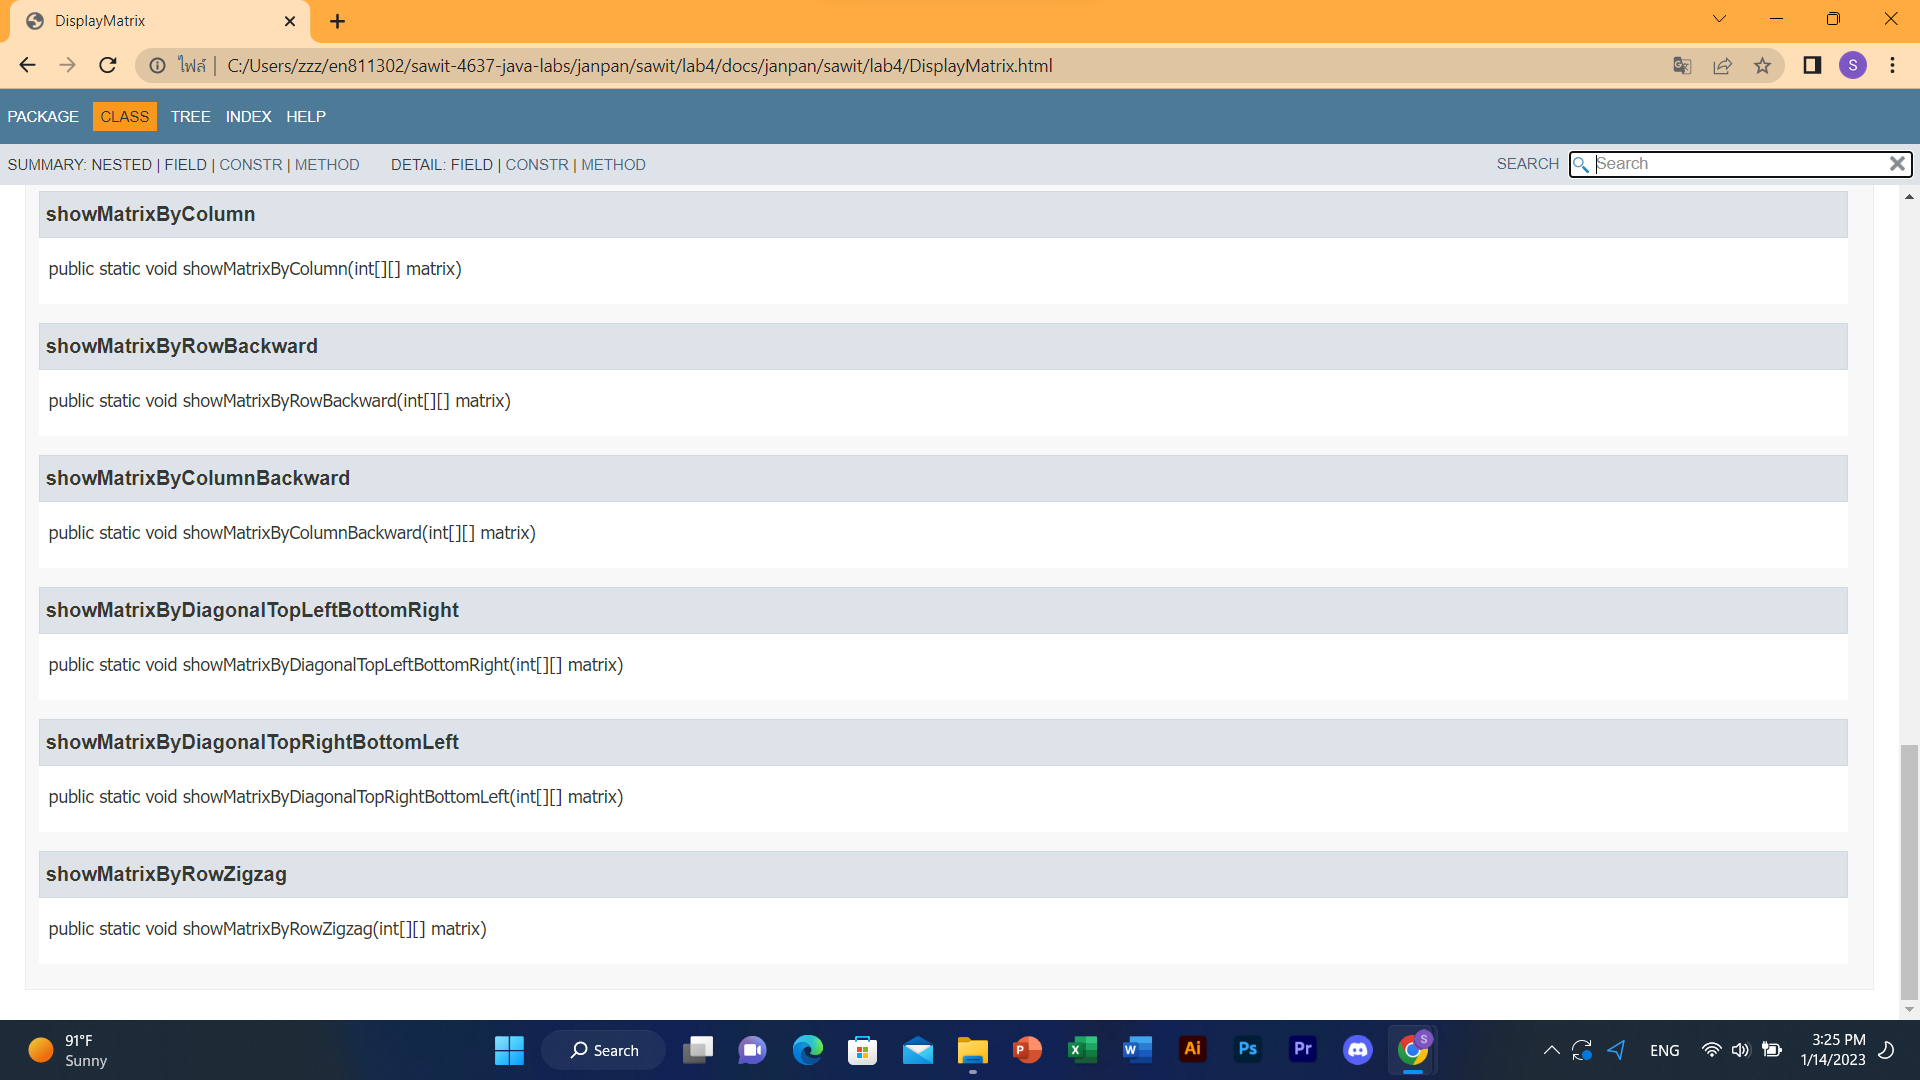 DisplayMatrix
ไฟล์ | C:/Users/zzz/en811302/sawit-4637-java-labs/janpan/sawit/lab4/docs/janpan/sawit/lab4/DisplayMatrix.html
S
PACKAGE CLASS TREE INDEX HELP
SUMMARY: NESTED | FIELD | CONSTR | METHOD DETAIL: FIELD | CONSTR | METHOD SEARCH Search
showMatrixByColumn
public static void showMatrixByColumn(int[][] matrix)
showMatrixByRowBackward
public static void showMatrixByRowBackward(int[][] matrix)
showMatrixByColumnBackward
public static void showMatrixByColumnBackward(int[][] matrix)
showMatrixByDiagonalTopLeftBottomRight
public static void showMatrixByDiagonalTopLeftBottomRight(int[][] matrix)
showMatrixByDiagonalTopRightBottomLeft
public static void showMatrixByDiagonalTopRightBottomLeft(int[][] matrix)
showMatrixByRowZigzag
public static void showMatrixByRowZigzag(int[][] matrix)
91°F
Sunny
Search
P
X
W
Ai
Ps
Pr
S
ENG
3:25 PM
1/14/2023